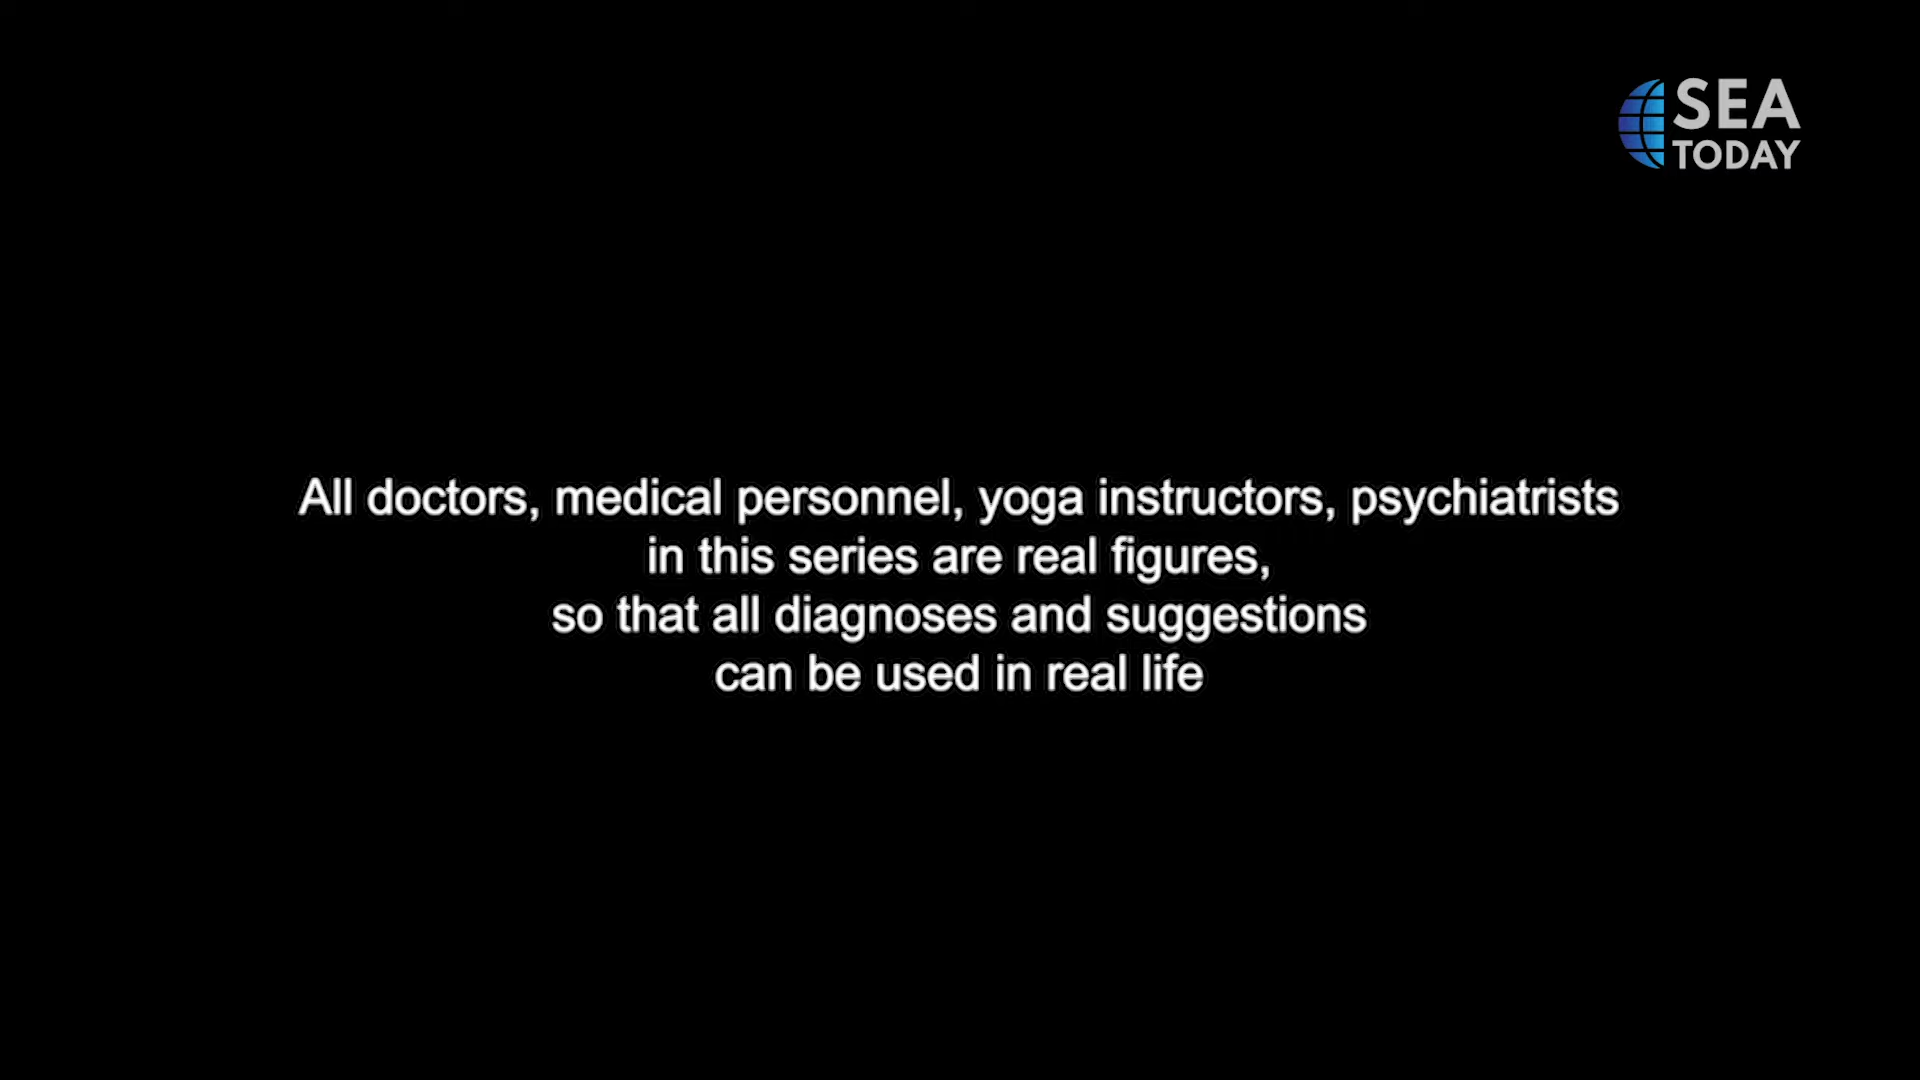 SEA
TODAY
All doctors, medical personnel, yoga instructors, psychiatrists
in this series are real figures,
so that all diagnoses and suggestions
can be used in real life